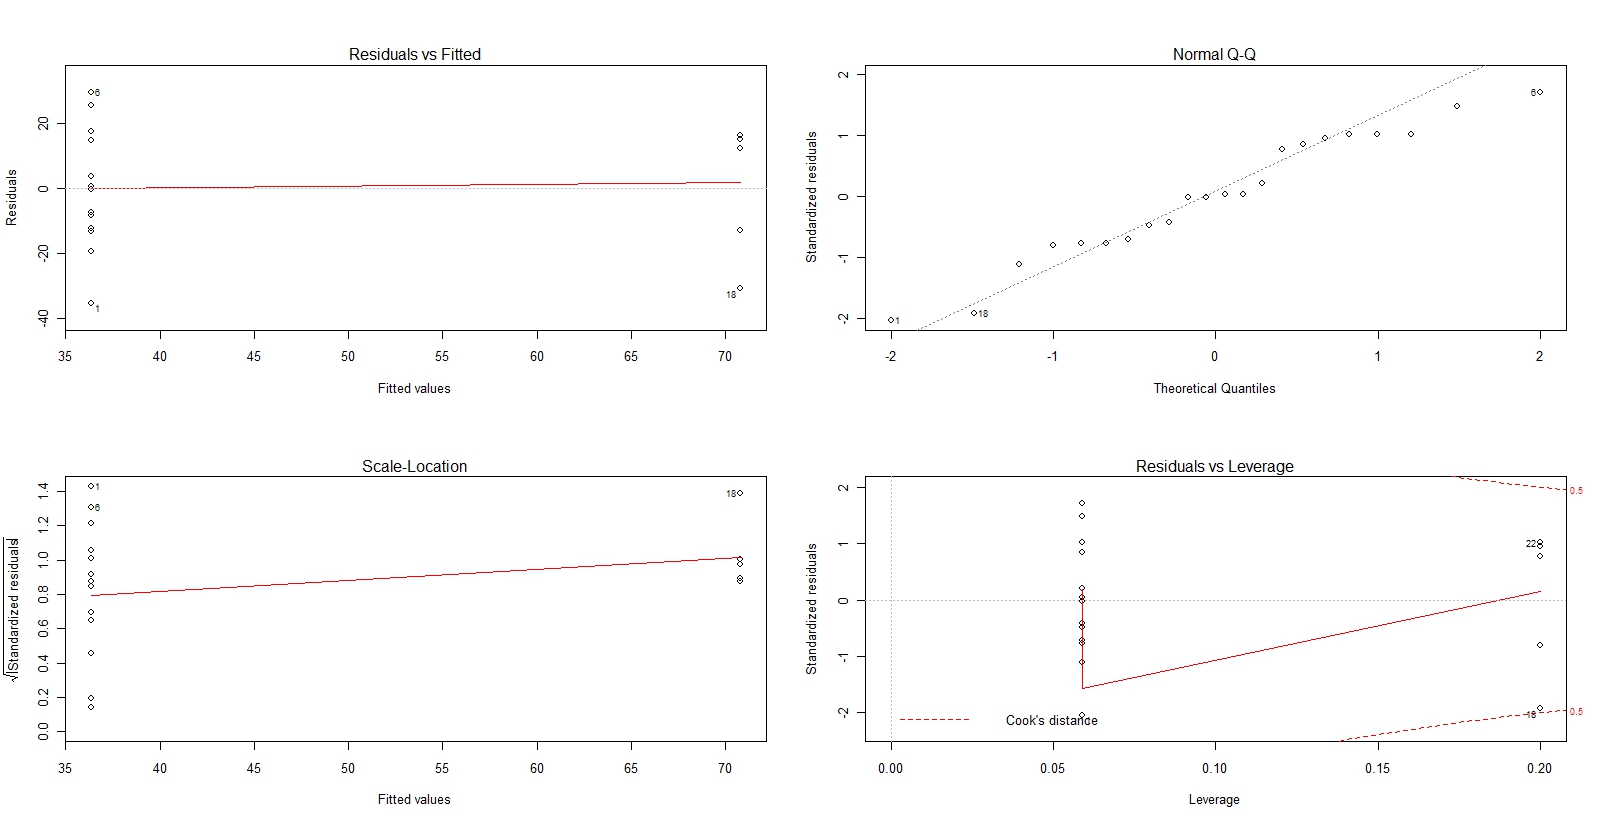 Residuals vs Fitted
Residuals
20
0
-20
-40
6
1
18
35 40 45 50 55 60 65 70
Fitted values
Normal Q-Q
Standardized residuals
2
1
0
-1
-2
6
1
18
-2 -1 0 1 2
Theoretical Quantiles
Scale-Location
√|Standardized residuals|
1.4
1.2
1.0
0.8
0.6
0.4
0.2
0.0
1
6
18
35 40 45 50 55 60 65 70
Fitted values
Residuals vs Leverage
Standardized residuals
2
1
0
-1
-2
0.5
22
0.5
18
Cook's distance
0.00 0.05 0.10 0.15 0.20
Leverage